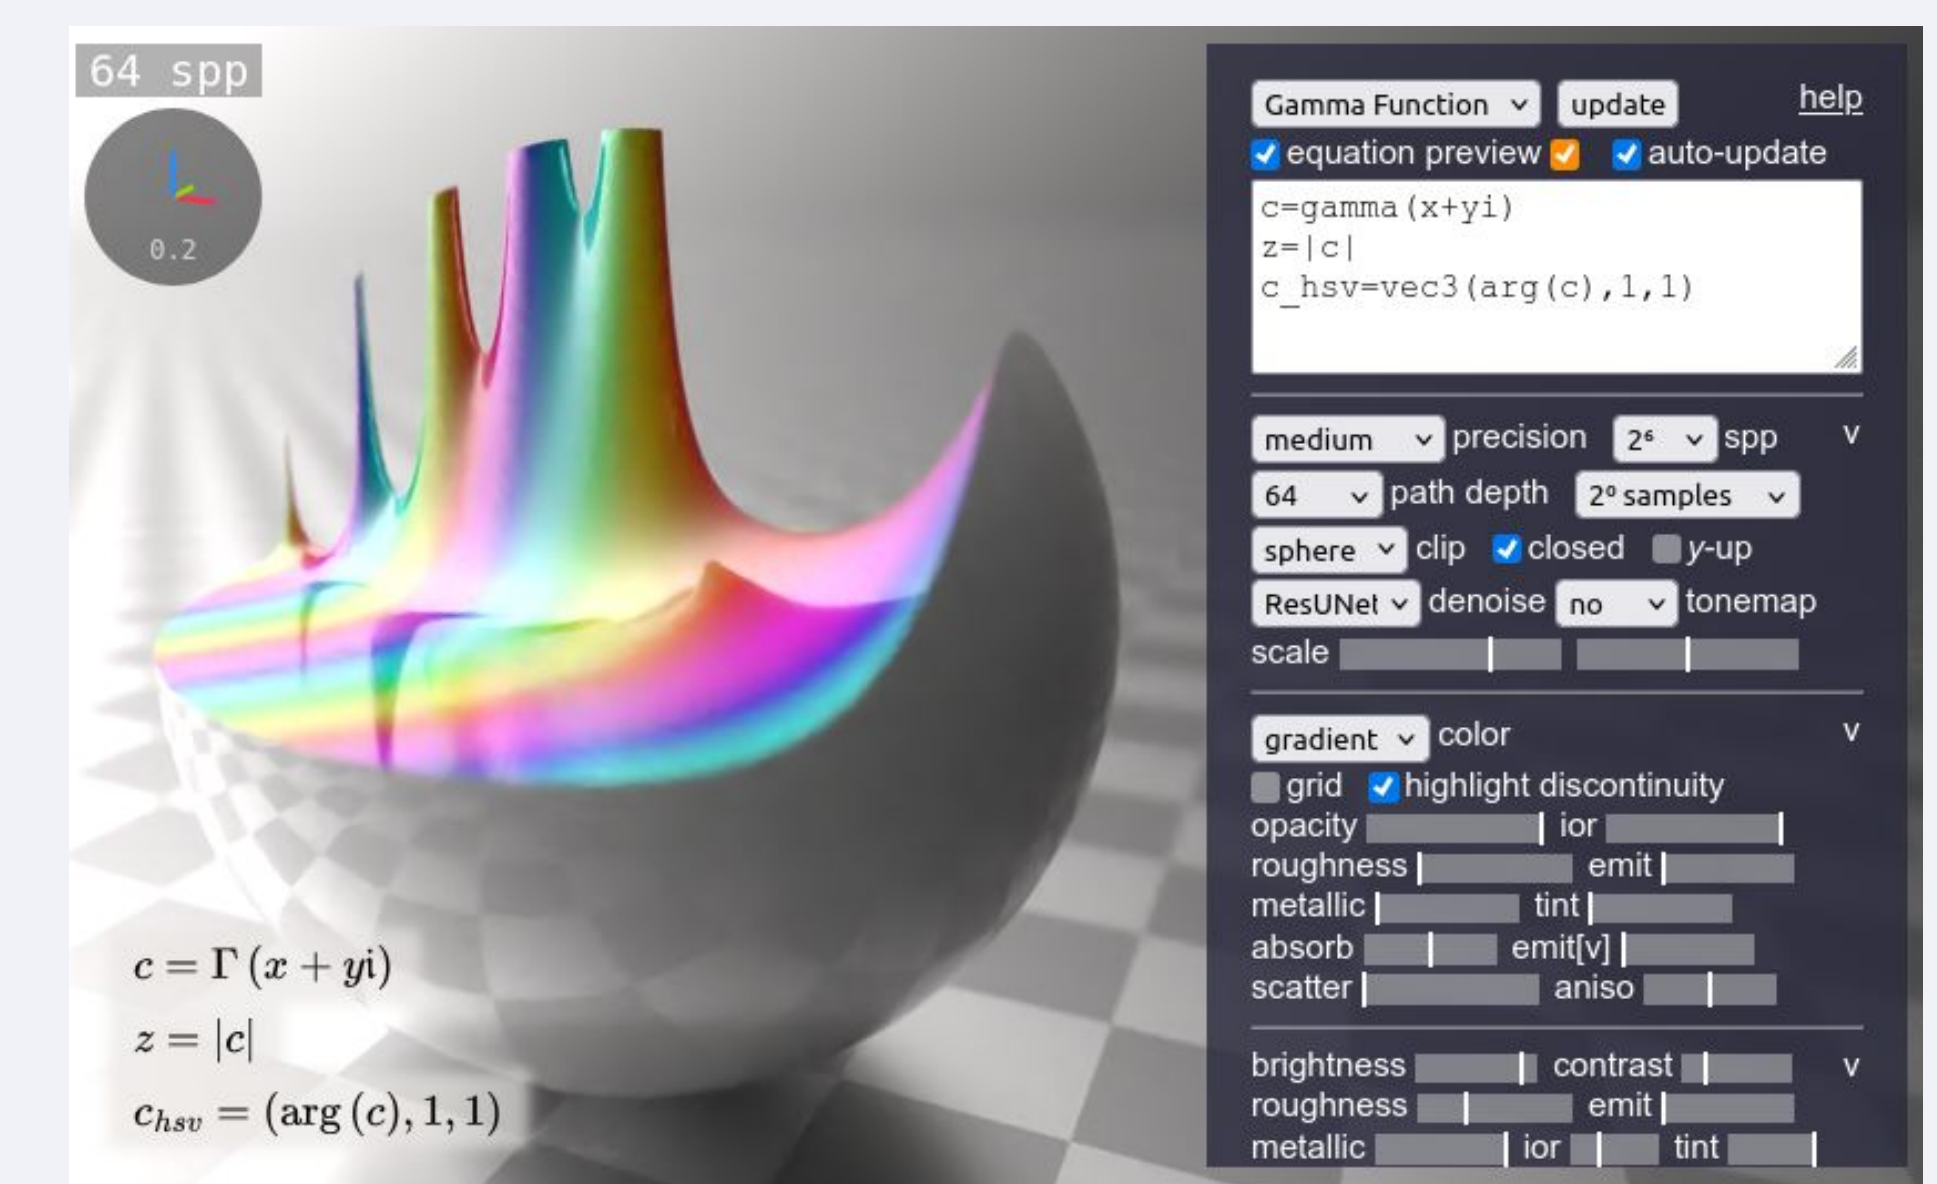 64 spp
0.2
Gamma Function update help
equation preview auto-update
c=gamma(x+yi)
z=|c|
c_hsv=vec3(arg(c),1,1)
medium precision 2⁶ spp v
64 path depth 2⁰ samples
sphere clip closed y-up
ResUNet denoise no tonemap
scale
gradient color v
grid highlight discontinuity
opacity ior
roughness emit
metallic tint
absorb emit[v]
scatter aniso
brightness contrast v
roughness emit
metallic ior tint
c = Γ (x + yi)
z = |c|
c_{hsv} = (arg (c), 1, 1)